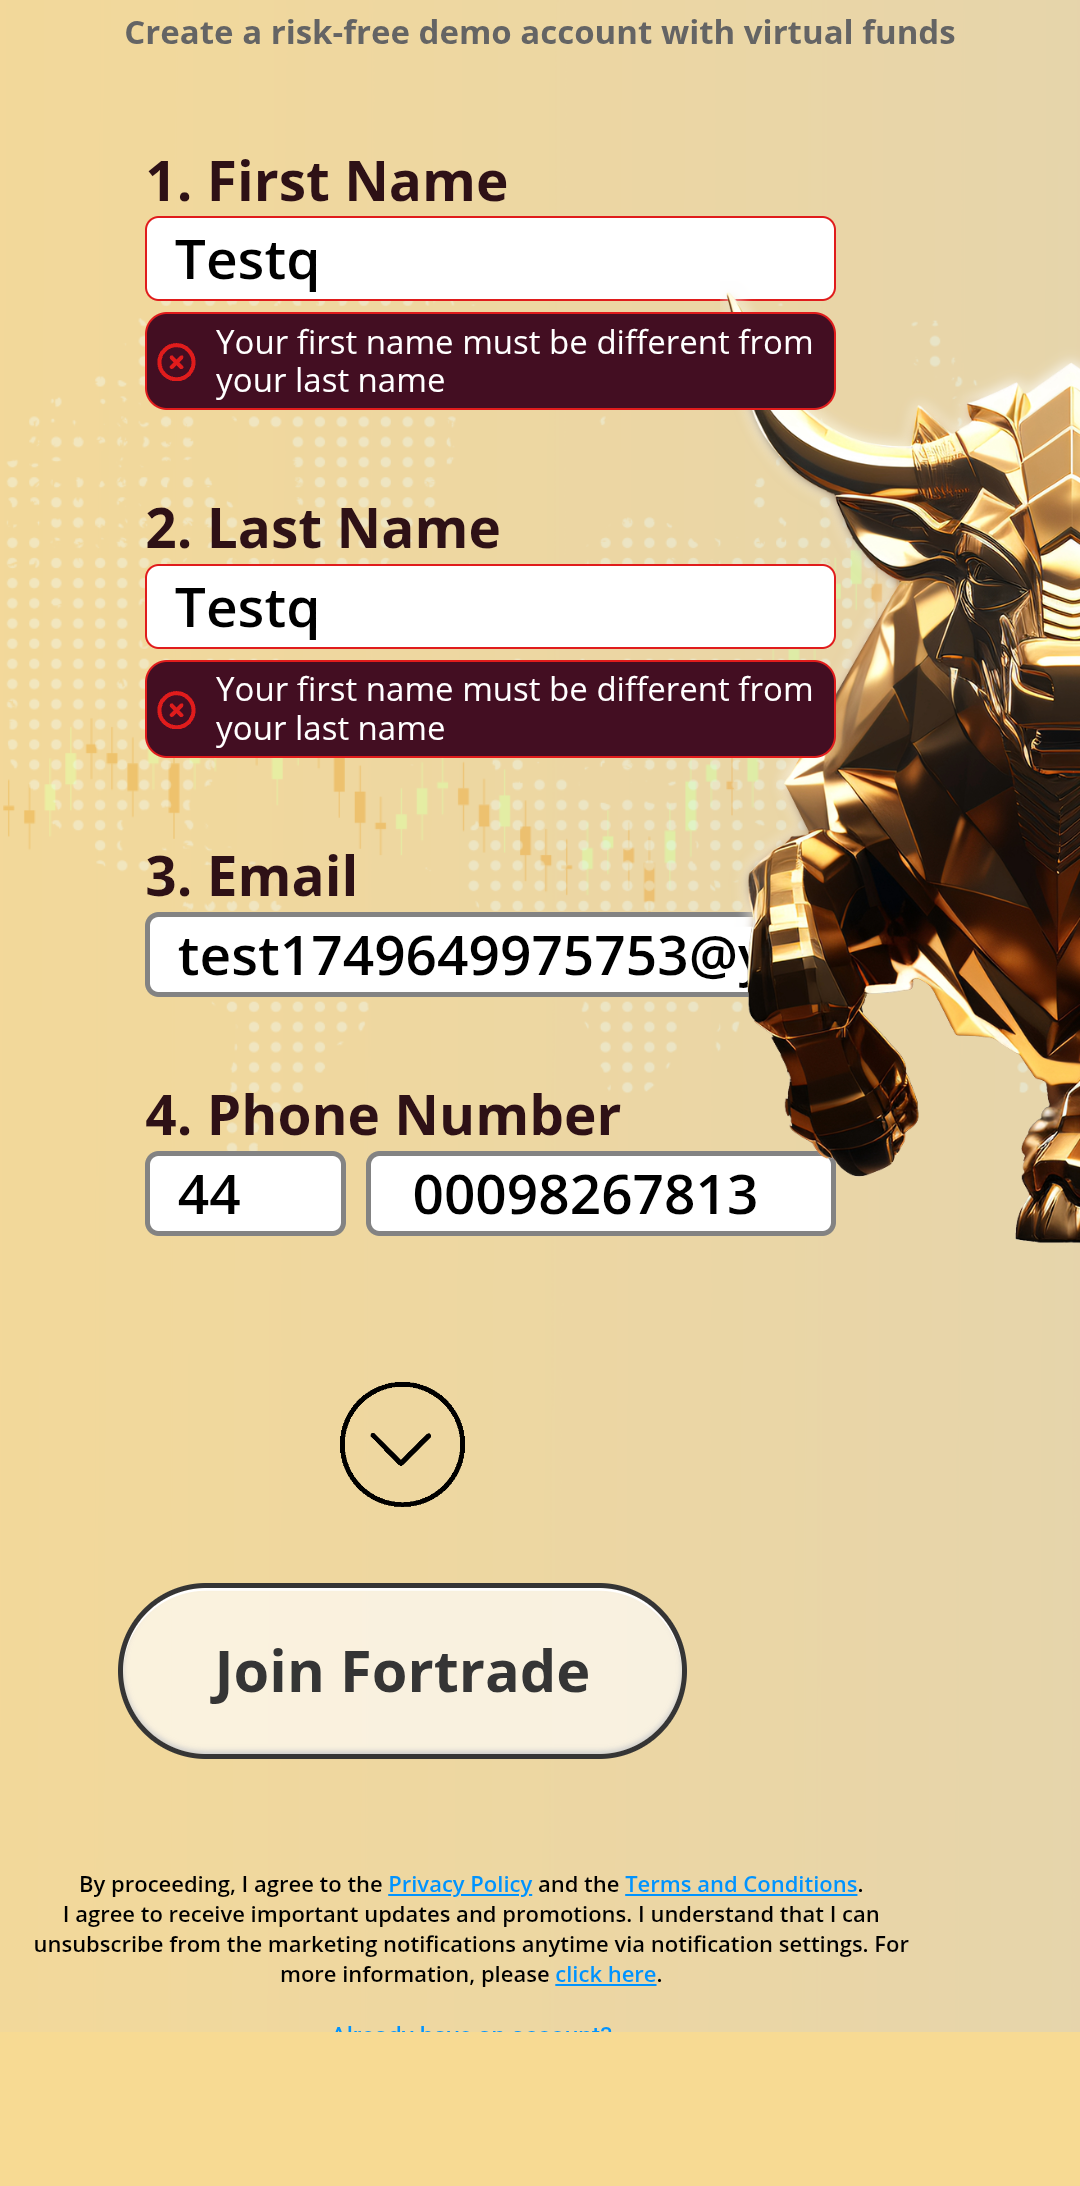 Create a risk-free demo account with virtual funds
1. First Name
Testq
Your first name must be different from
your last name
2. Last Name
Testq
Your first name must be different from
your last name
3. Email
test1749649975753@y
4. Phone Number
44 00098267813
Join Fortrade
By proceeding, I agree to the Privacy Policy and the Terms and Conditions.
I agree to receive important updates and promotions. I understand that I can
unsubscribe from the marketing notifications anytime via notification settings. For
more information, please click here.
Already have an account?